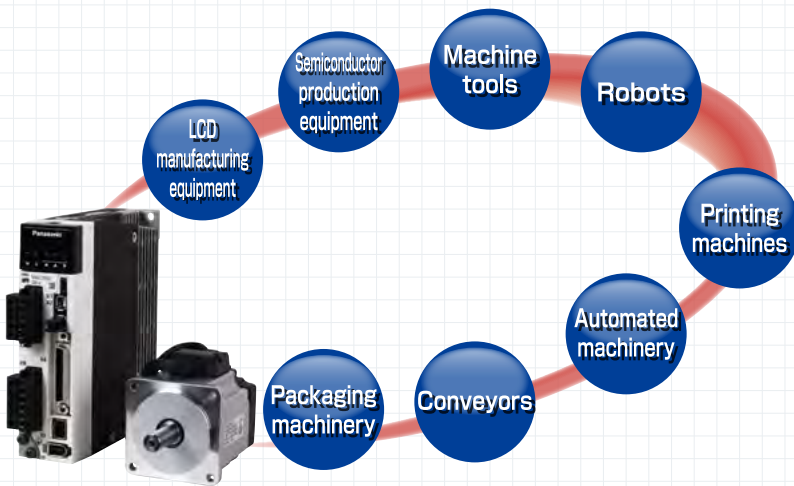 Semiconductor
production
equipment
Machine
tools
Robots
LCD
manufacturing
equipment
Printing
machines
Panasonic
Automated
machinery
Packaging
machinery
Conveyors